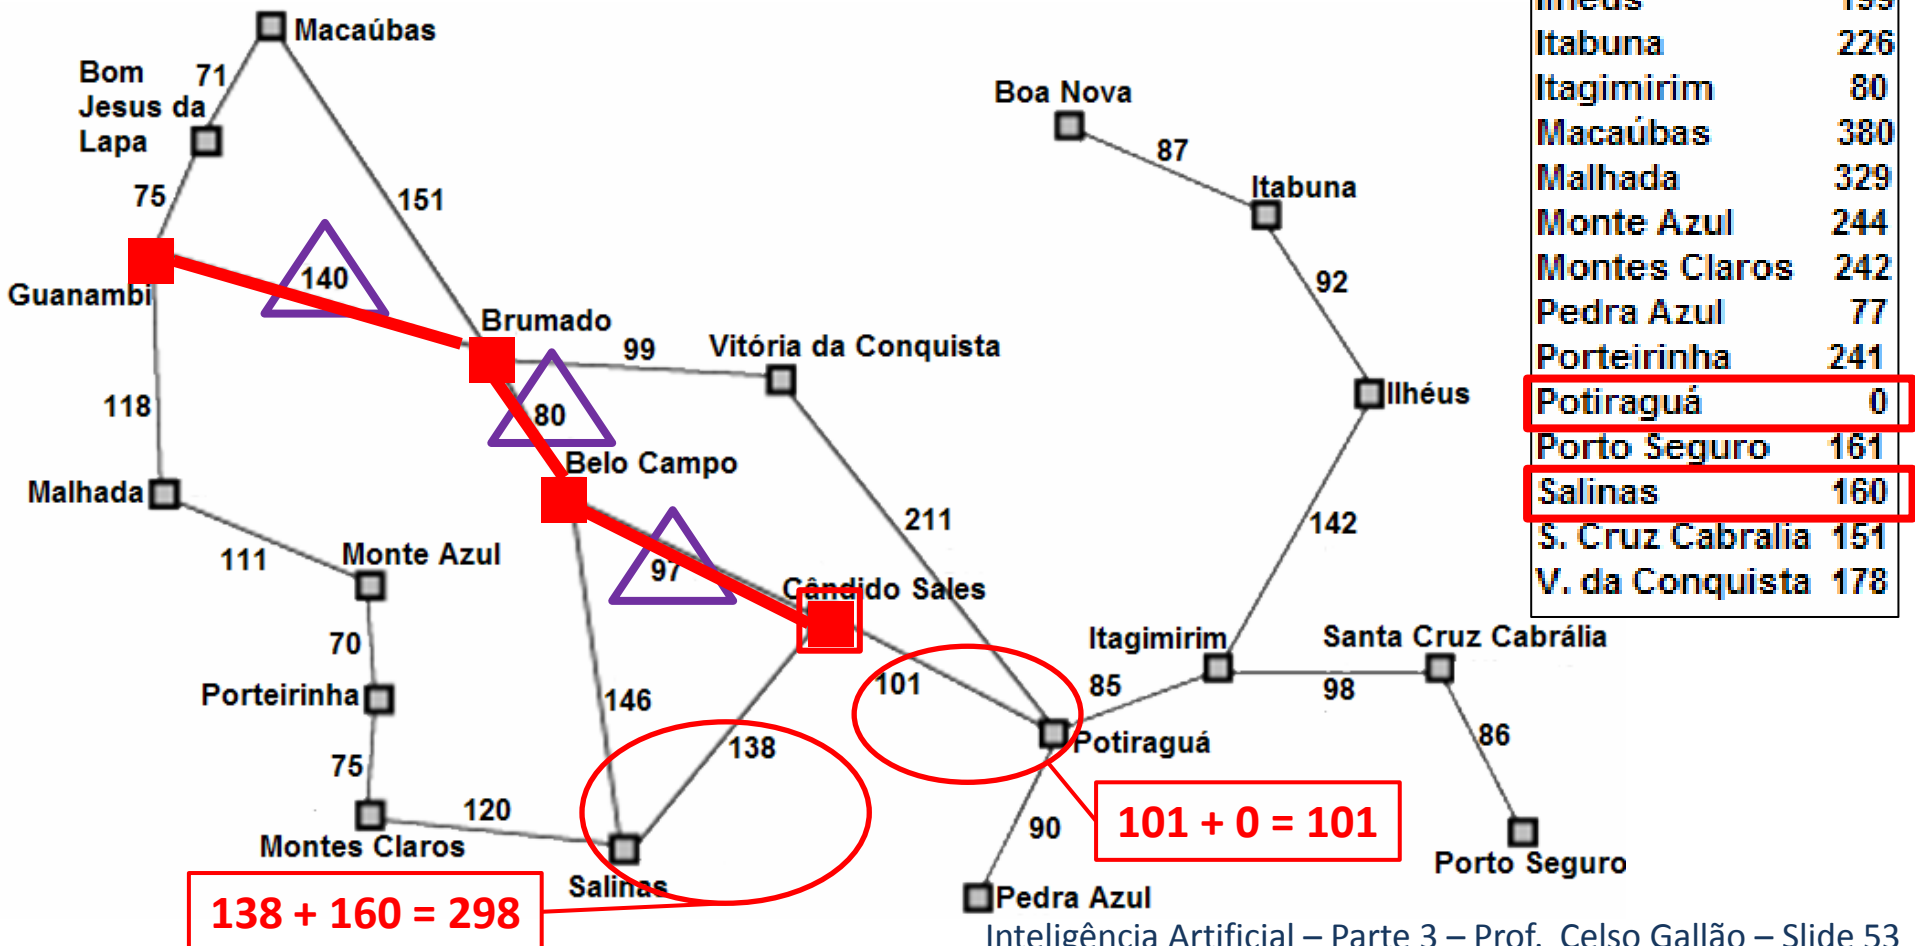 Macaúbas
Bom
Jesus da
Lapa
71
75
151
Guanambi
140
Brumado
99
Vitória da Conquista
118
80
Belo Campo
Malhada
111
Monte Azul
97
Cândido Sales
211
70
Porteirinha
146
101
138
75
120
Montes Claros
Salinas
138 + 160 = 298
Boa Nova
87
Itabuna
92
Ilhéus
142
Itagimirim
Santa Cruz Cabrália
85
98
Potiraguá
86
101 + 0 = 101
90
Porto Seguro
Pedra Azul
Ilhéus 199
Itabuna 226
Itagimirim 80
Macaúbas 380
Malhada 329
Monte Azul 244
Montes Claros 242
Pedra Azul 77
Porteirinha 241
Potiraguá 0
Porto Seguro 161
Salinas 160
S. Cruz Cabralia 151
V. da Conquista 178
Inteligência Artificial – Parte 3 – Prof. Celso Gallão – Slide 53